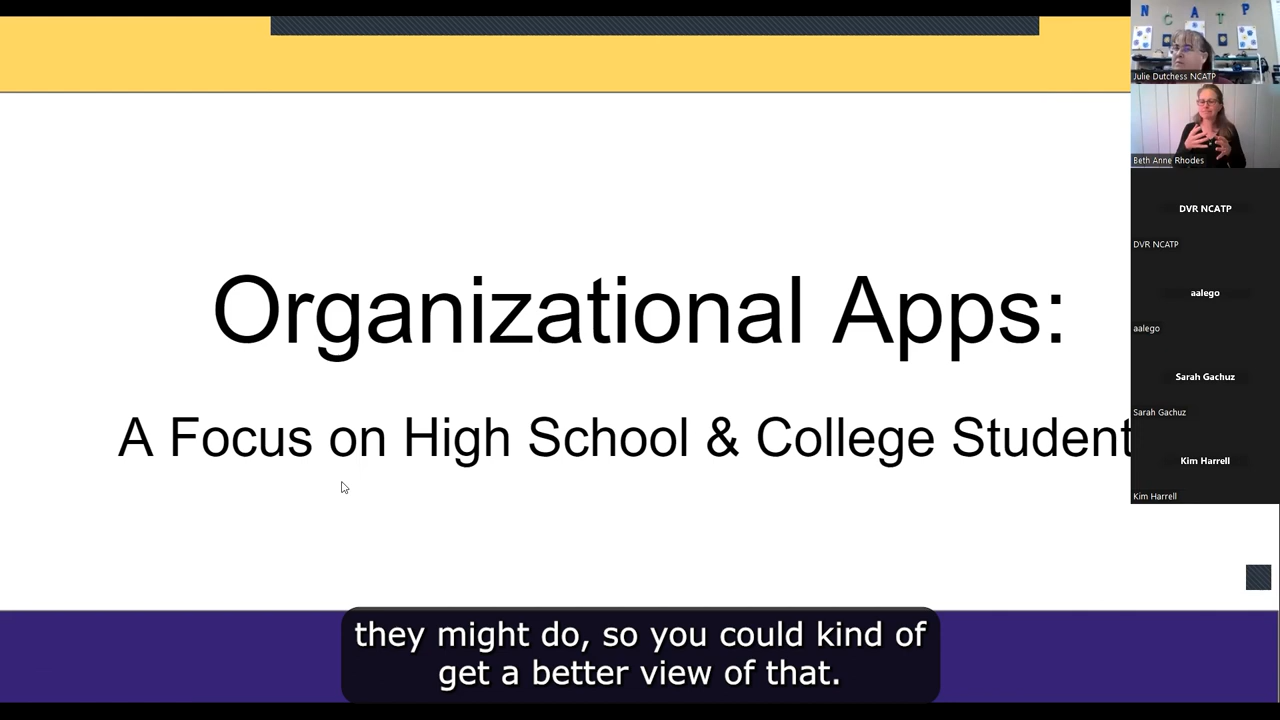 Organizational Apps:
A Focus on High School & College Student
they might do, so you could kind of
get a better view of that.
N C A T P
Julie Dutchess NCATP
Beth Anne Rhodes
DVR NCATP
DVR NCATP
aalego
aalego
Sarah Gachuz
Sarah Gachuz
Kim Harrell
Kim Harrell